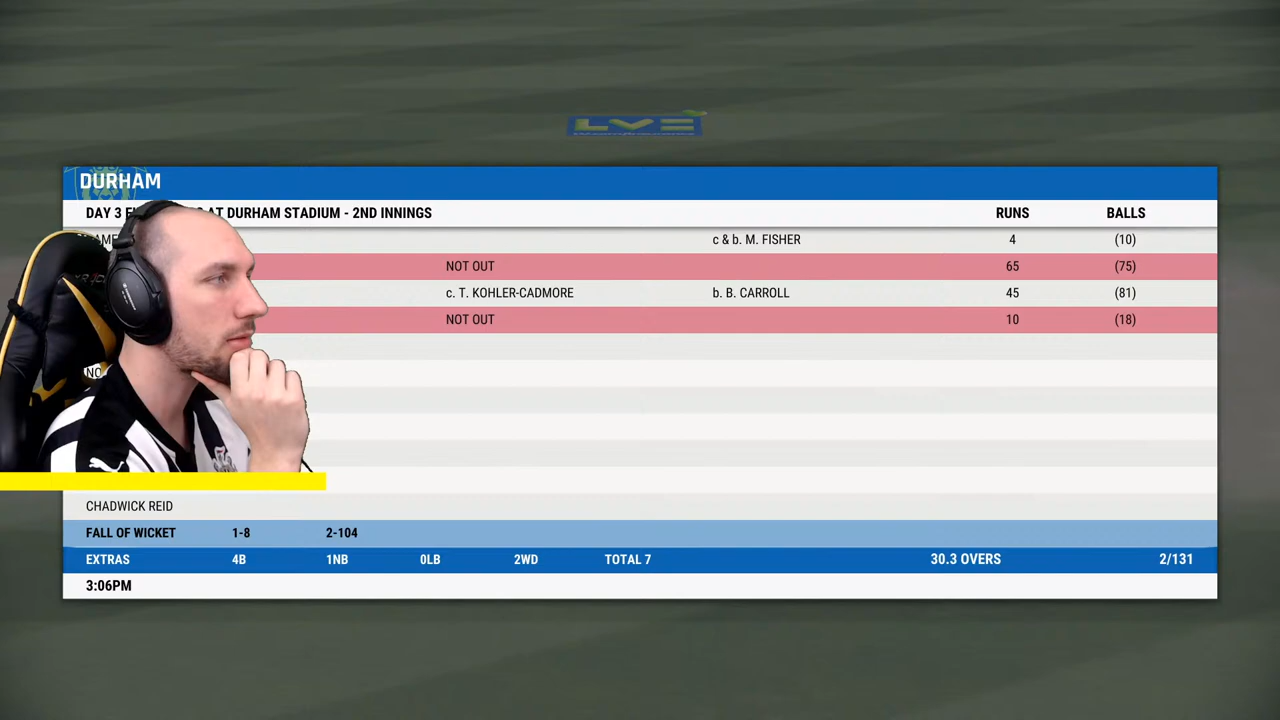 LVE
DURHAM
DAY 3 AT DURHAM STADIUM - 2ND INNINGS RUNS BALLS
c & b. M. FISHER 4 (10)
NOT OUT 65 (75)
c. T. KOHLER-CADMORE b. B. CARROLL 45 (81)
NOT OUT 10 (18)
CHADWICK REID
FALL OF WICKET 1-8 2-104
EXTRAS 4B 1NB 0LB 2WD TOTAL 7 30.3 OVERS 2/131
3:06PM